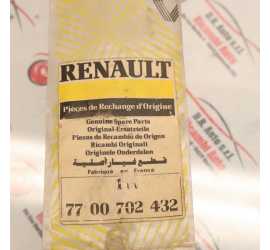 RENAULT
Pièces de Rechange d'Origine
Genuine Spare Parts
Original-Ersatzteile
Piezas de Recambio de Origen
Ricambi Originali
Originele Onderdelen
قطع غيار أصلية
Fabriqué en France
77 00 702 432